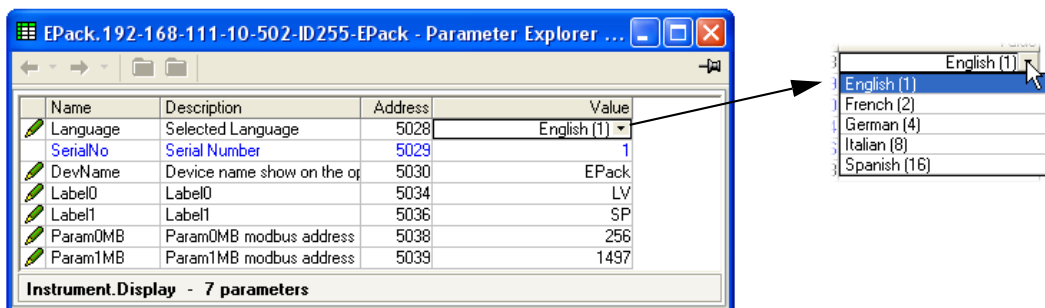 EPack.192-168-111-10-502-ID255-EPack - Parameter Explorer ...
Name Description Address Value
Language Selected Language 5028 English (1)
SerialNo Serial Number 5029 1
DevName Device name show on the op 5030 EPack
Label0 Label0 5034 LV
Label1 Label1 5036 SP
Param0MB Param0MB modbus address 5038 256
Param1MB Param1MB modbus address 5039 1497
Instrument.Display - 7 parameters
English (1)
English (1)
French (2)
German (4)
Italian (8)
Spanish (16)